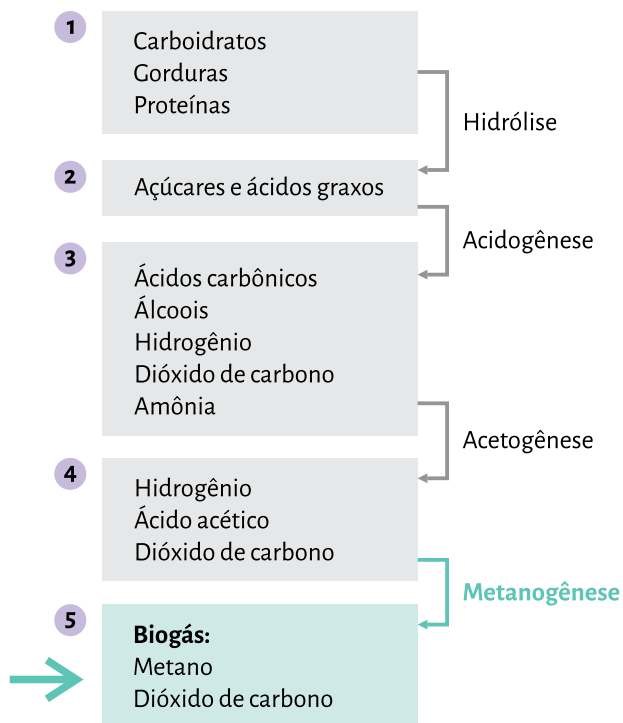 1
Carboidratos
Gorduras
Proteínas
Hidrólise
2
Açúcares e ácidos graxos
Acidogênese
3
Ácidos carbônicos
Álcoois
Hidrogênio
Dióxido de carbono
Amônia
Acetogênese
4
Hidrogênio
Ácido acético
Dióxido de carbono
Metanogênese
5
Biogás:
Metano
Dióxido de carbono